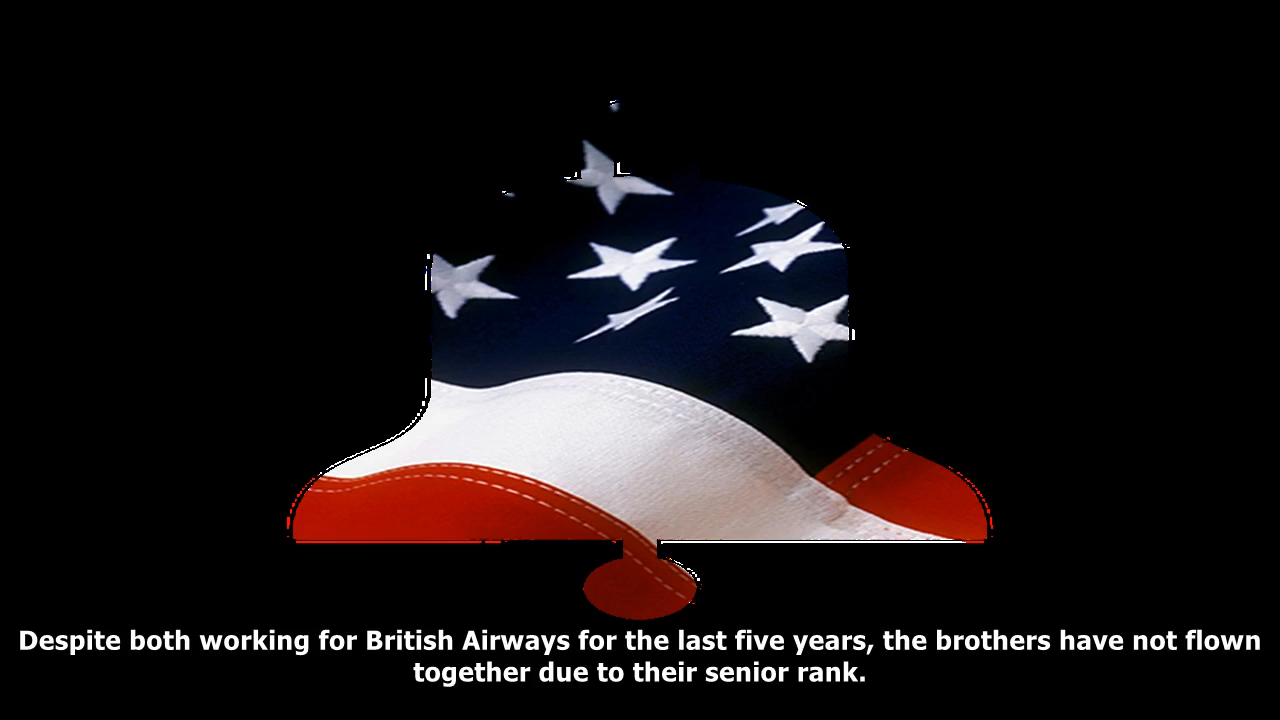 Despite both working for British Airways for the last five years, the brothers have not flown
together due to their senior rank.